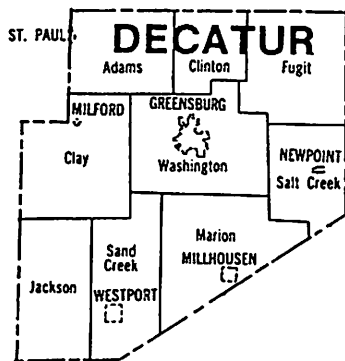 DECATUR
ST. PAUL
Adams
Clinton
Fugit
MILFORD
GREENSBURG
Clay
Washington
NEWPOINT
Salt Creek
Sand
Creek
Marion
MILLHOUSEN
Jackson
WESTPORT